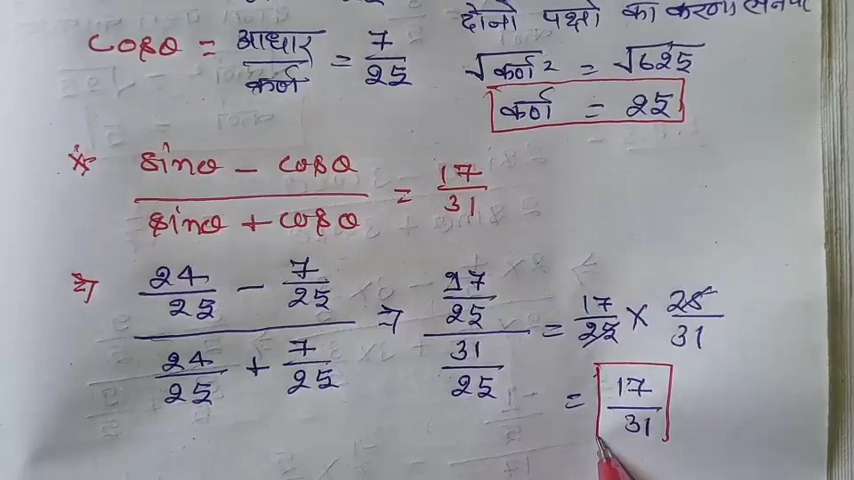 दोनो पक्षो का करणी
cosθ = आधार/कर्ण = 7/25
√कर्ण² = √625
कर्ण = 25
* sinθ - cosθ / sinθ + cosθ = 17/31
⇒ 24/25 - 7/25 / 24/25 + 7/25 ⇒ 17/25 / 31/25 = 17/25 × 25/31
= 17/31